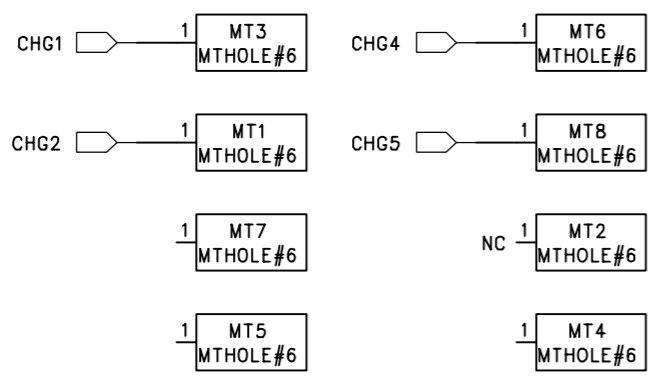 CHG1 1 MT3
MTHOLE#6
CHG4 1 MT6
MTHOLE#6
CHG2 1 MT1
MTHOLE#6
CHG5 1 MT8
MTHOLE#6
1 MT7
MTHOLE#6
NC 1 MT2
MTHOLE#6
1 MT5
MTHOLE#6
1 MT4
MTHOLE#6